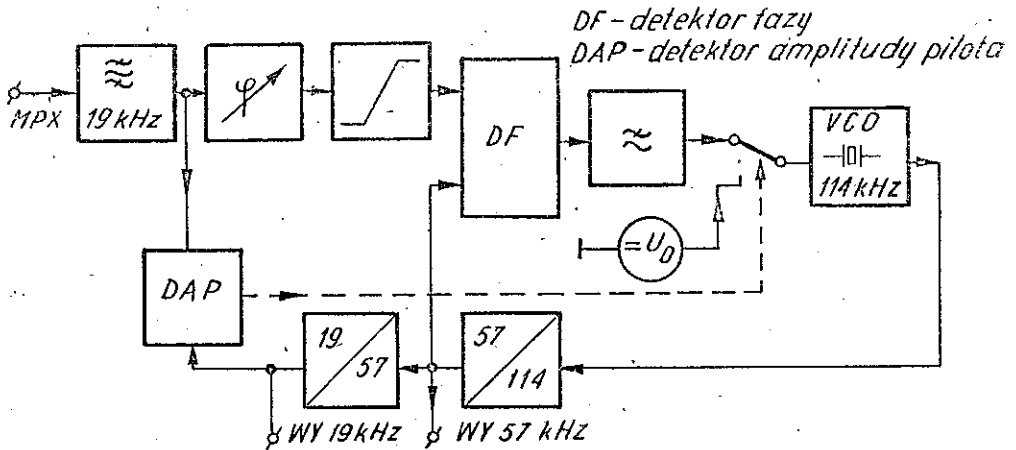 DF-detektor fazy
DAP-detektor amplitudy pilota
MPX
19 kHz
φ
DF
VCO
114 kHz
=U₀
DAP
19
57
57
114
WY 19 kHz
WY 57 kHz